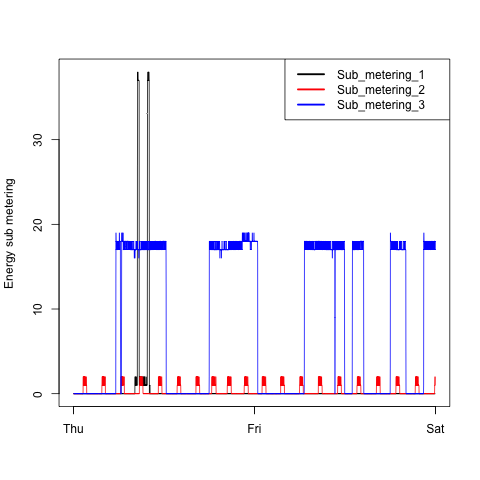 Sub_metering_1
Sub_metering_2
Sub_metering_3
Energy sub metering
30
20
10
0
Thu Fri Sat